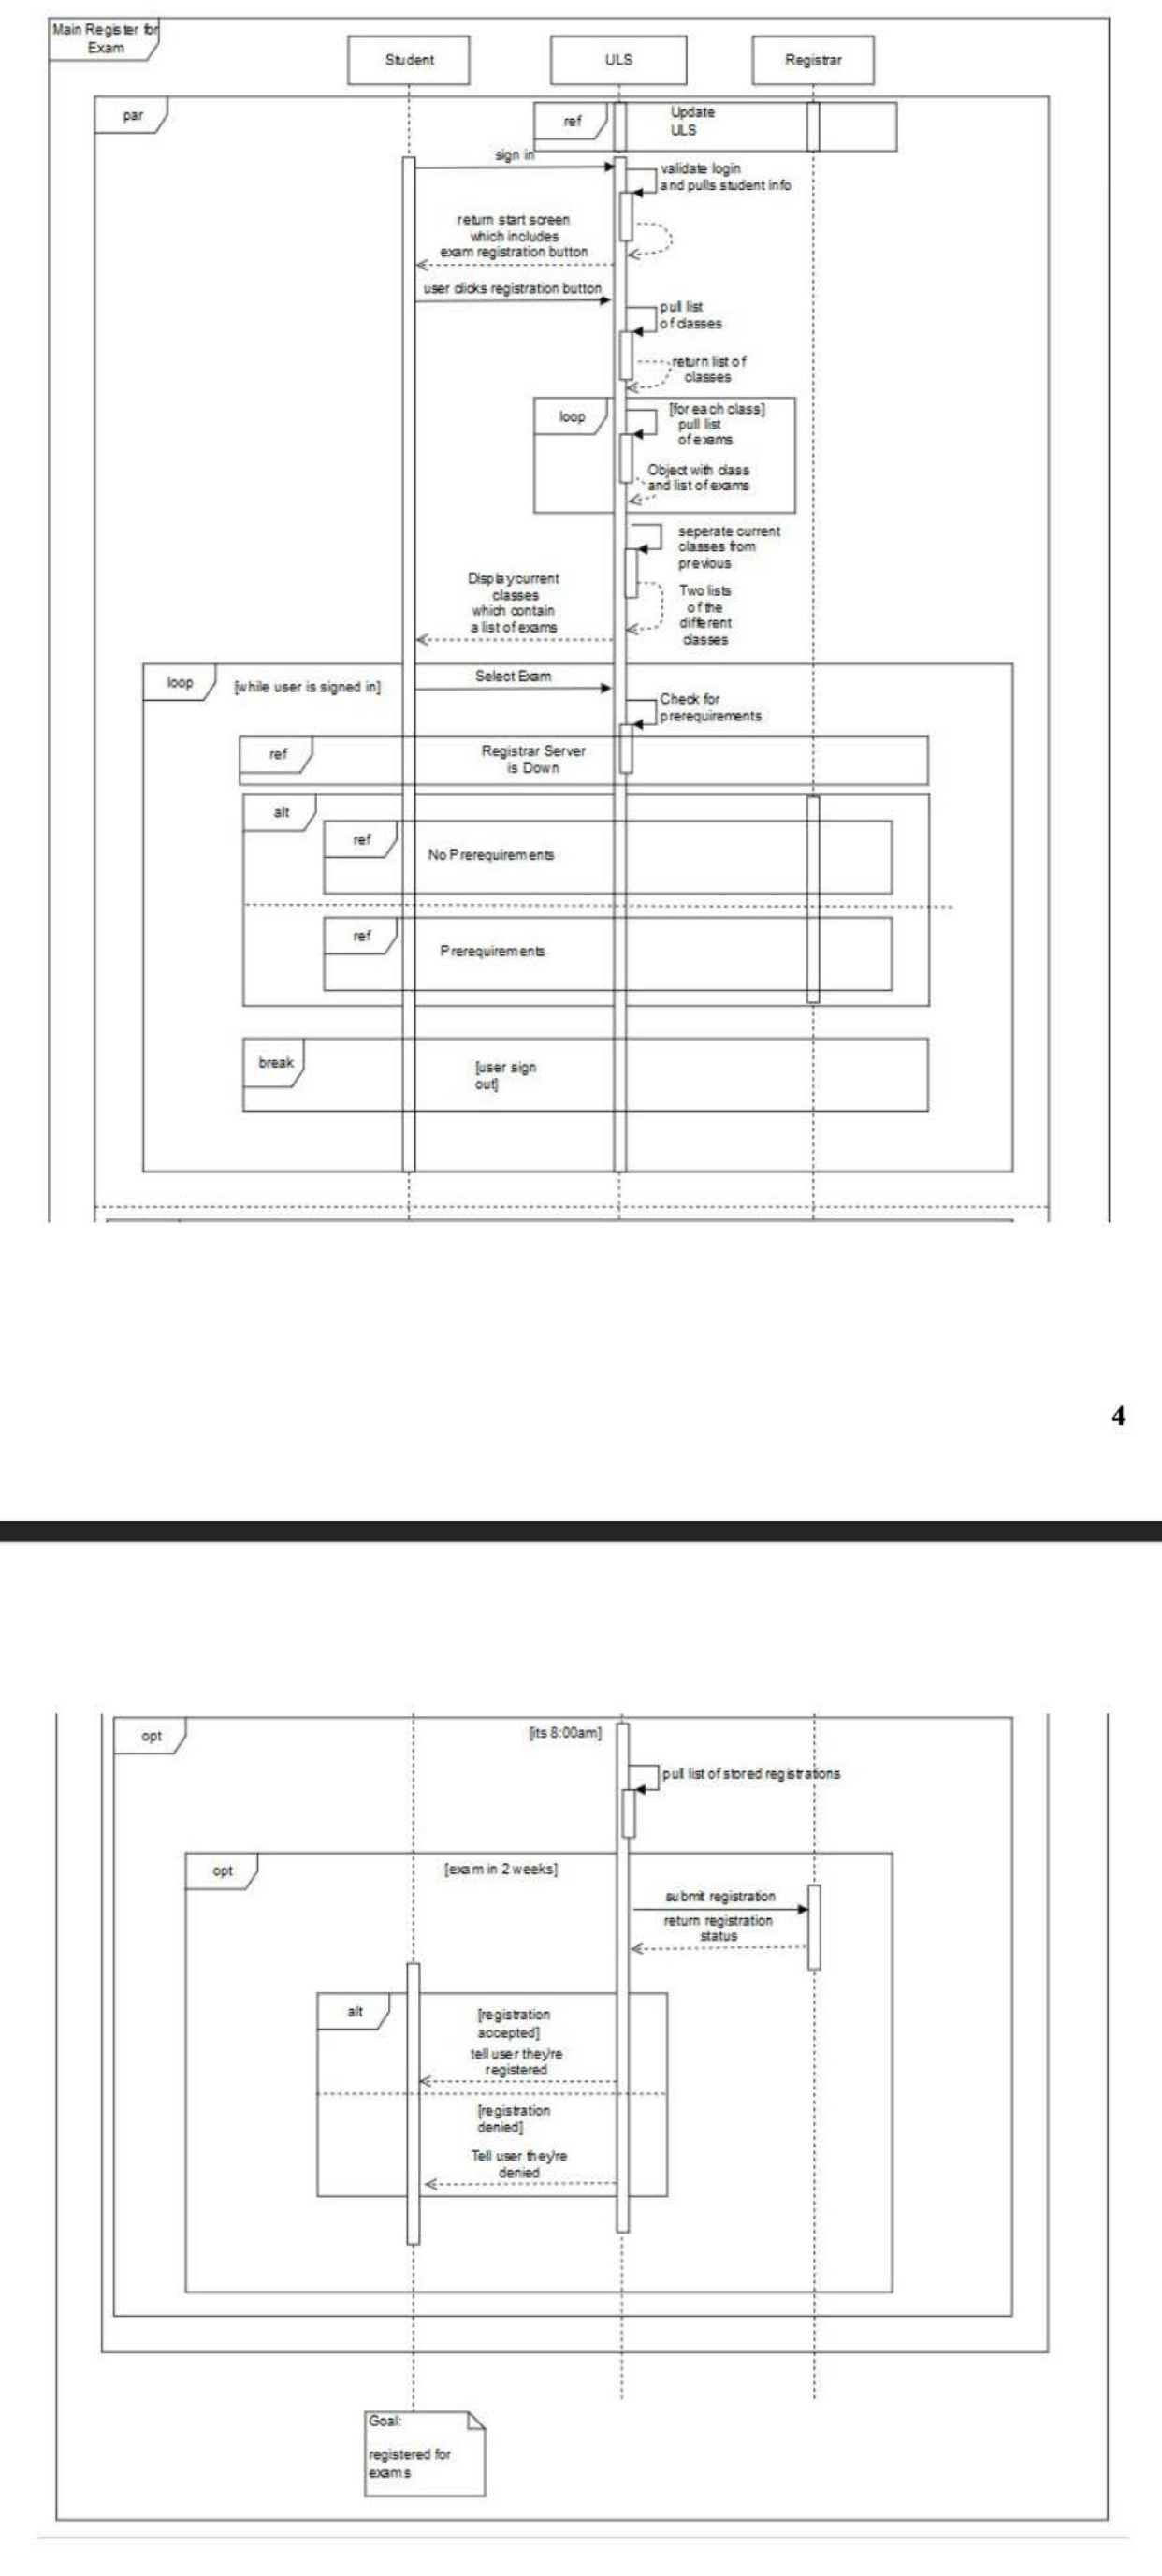 Main Register for
Exam
Student
ULS
Registrar
par
ref
Update
ULS
sign in
validate login
and pulls student info
return start screen
which includes
exam registration button
user clicks registration button
pull list
of classes
return list of
classes
loop
[for each class]
pull list
of exams
Object with class
and list of exams
seperate current
classes from
previous
Display current
classes
which contain
a list of exams
Two lists
of the
different
classes
loop
[while user is signed in]
Select Exam
Check for
prerequirements
ref
Registrar Server
is Down
alt
ref
No Prerequirements
ref
Prerequirements
break
[user sign
out]
4
opt
[its 8:00am]
pull list of stored registrations
opt
[exam in 2 weeks]
submit registration
return registration
status
alt
[registration
accepted]
tell user they're
registered
[registration
denied]
Tell user they're
denied
Goal:
registered for
exams